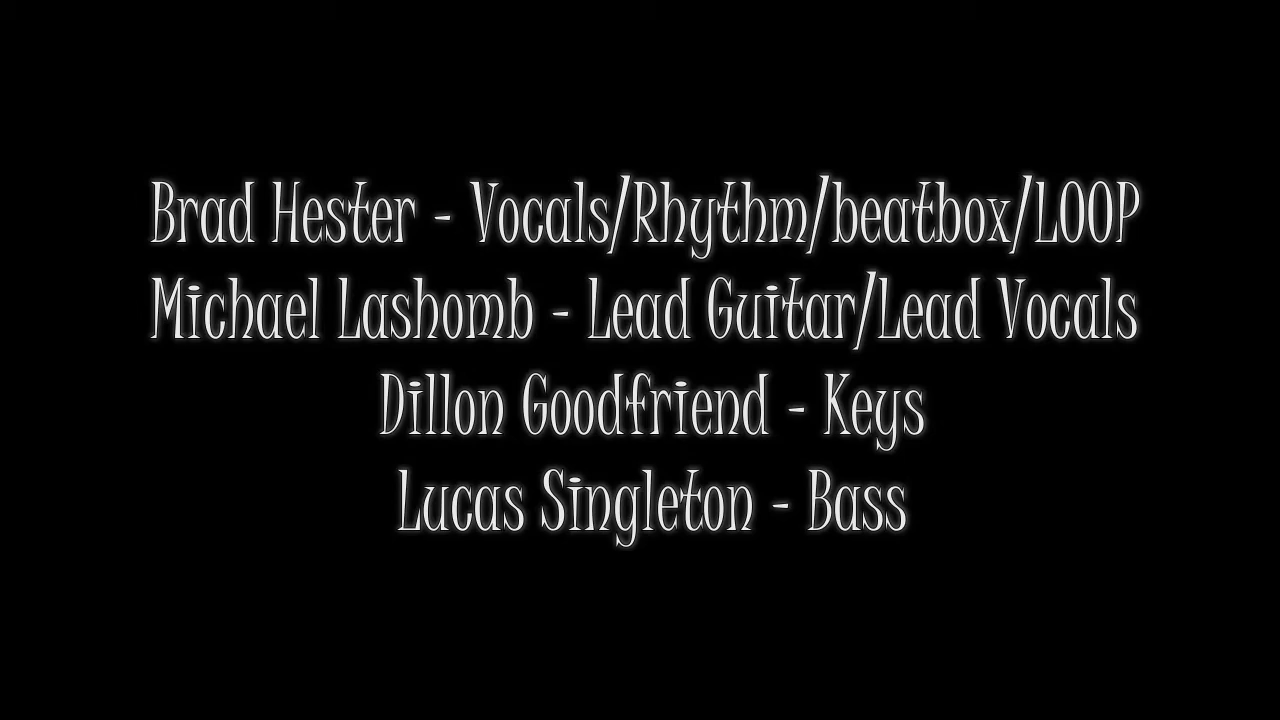 Brad Hester - Vocals/Rhythm/beatbox/LOOP
Michael Lashomb - Lead Guitar/Lead Vocals
Dillon Goodfriend - Keys
Lucas Singleton - Bass